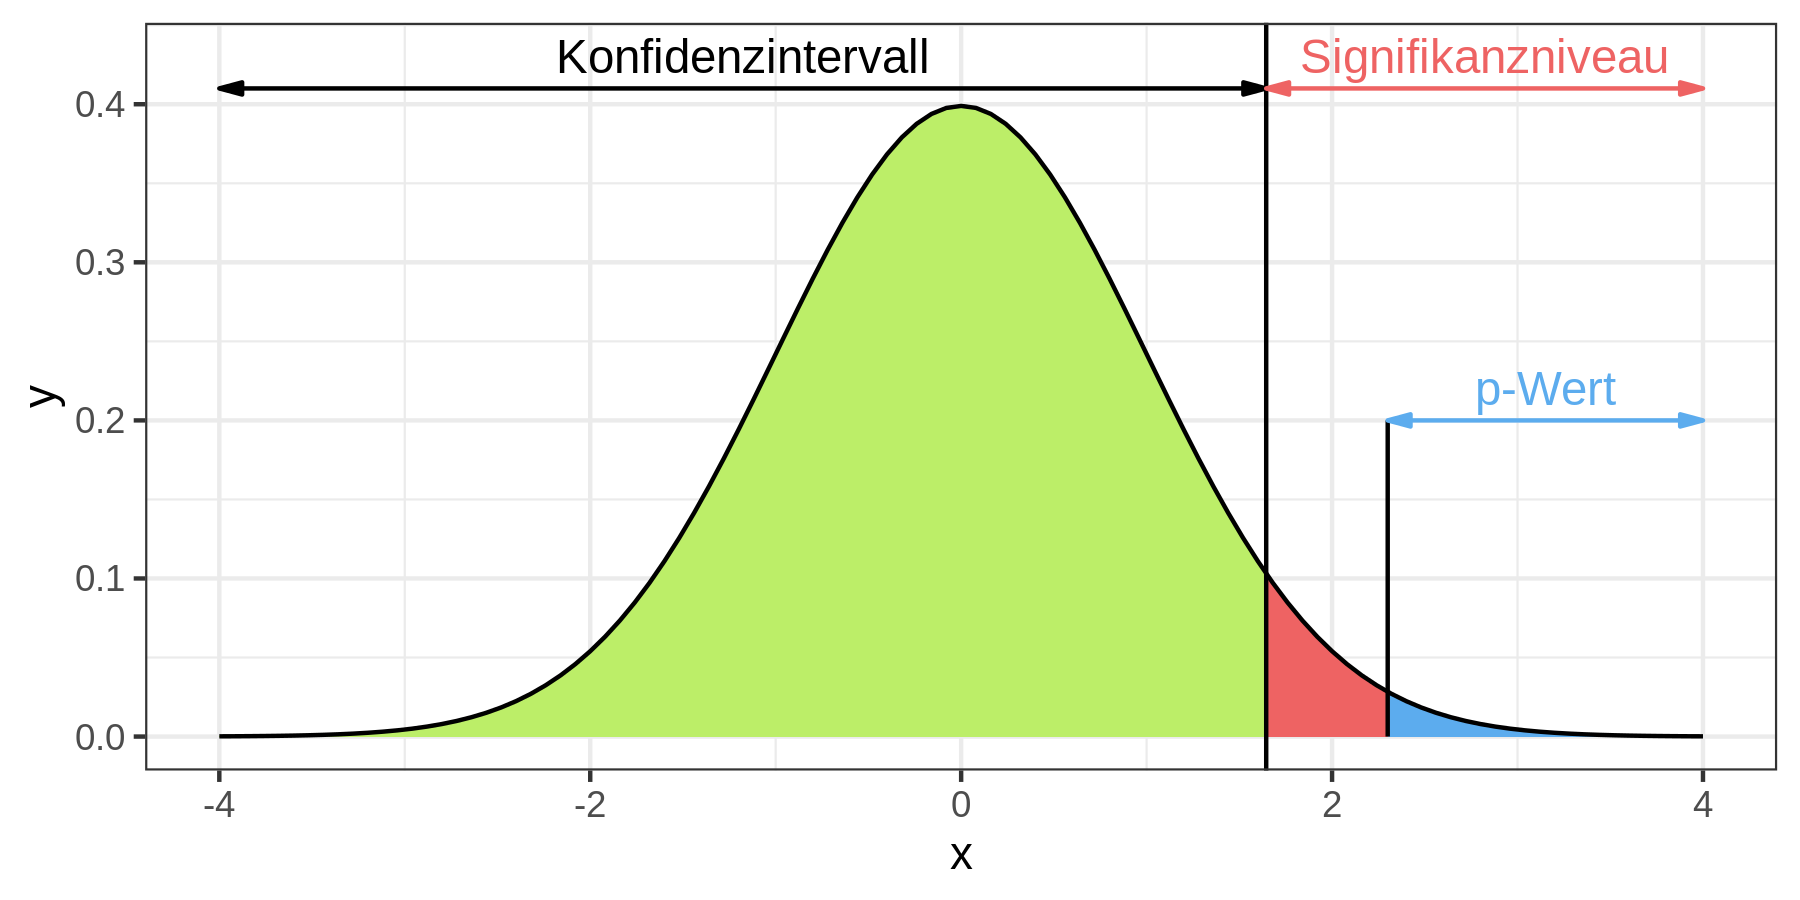 Konfidenzintervall
Signifikanzniveau
p-Wert
y
0.4
0.3
0.2
0.1
0.0
-4
-2
0
2
4
x